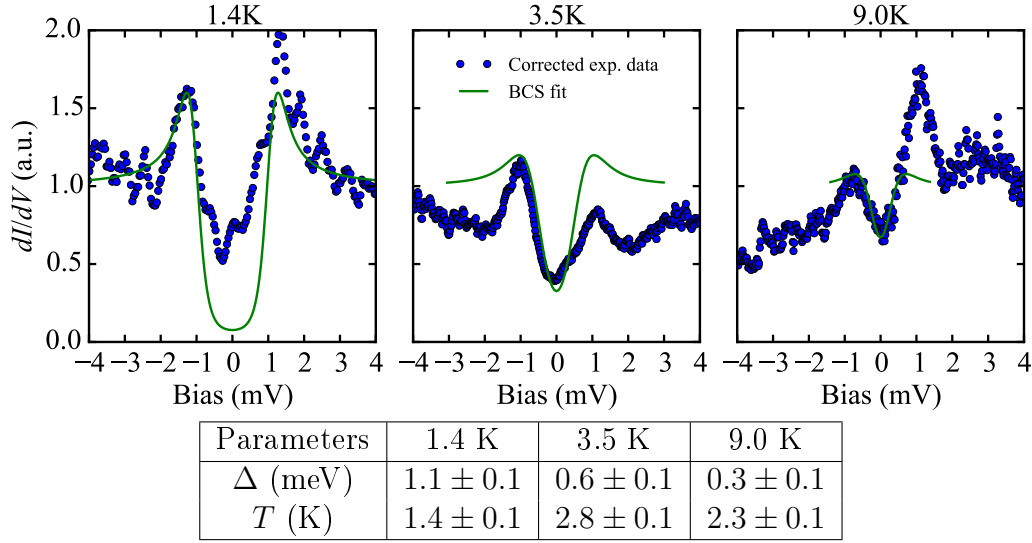 1.4K
3.5K
9.0K
dI/dV (a.u.)
2.0
1.5
1.0
0.5
0.0
Corrected exp. data
BCS fit
−4 −3 −2 −1 0 1 2 3 4
−4 −3 −2 −1 0 1 2 3 4
−4 −3 −2 −1 0 1 2 3 4
Bias (mV)
Bias (mV)
Bias (mV)
Parameters 1.4 K 3.5 K 9.0 K
Δ (meV) 1.1 ± 0.1 0.6 ± 0.1 0.3 ± 0.1
T (K) 1.4 ± 0.1 2.8 ± 0.1 2.3 ± 0.1